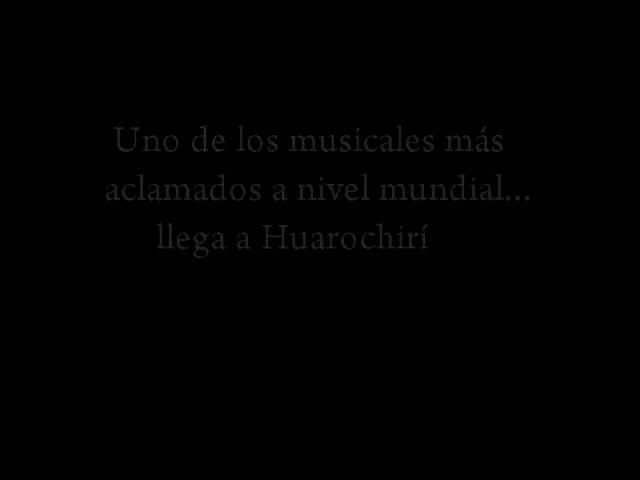 Uno de los musicales más
aclamados a nivel mundial...
llega a Huarochirí